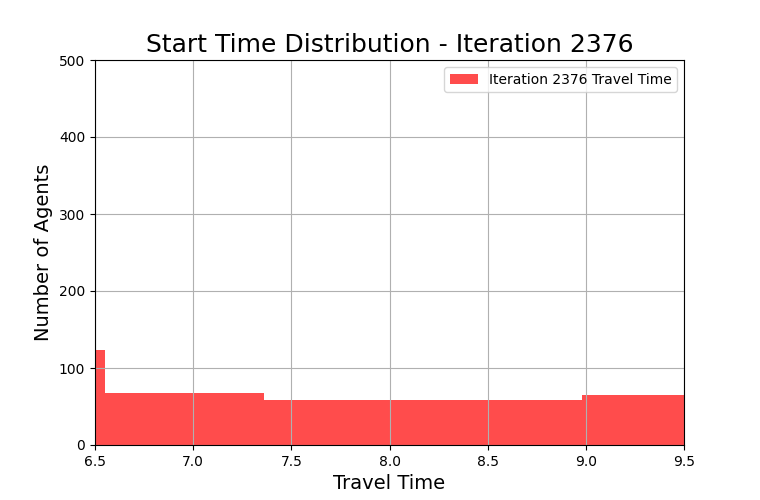 Start Time Distribution - Iteration 2376
Iteration 2376 Travel Time
Number of Agents
500
400
300
200
100
0
6.5 7.0 7.5 8.0 8.5 9.0 9.5
Travel Time